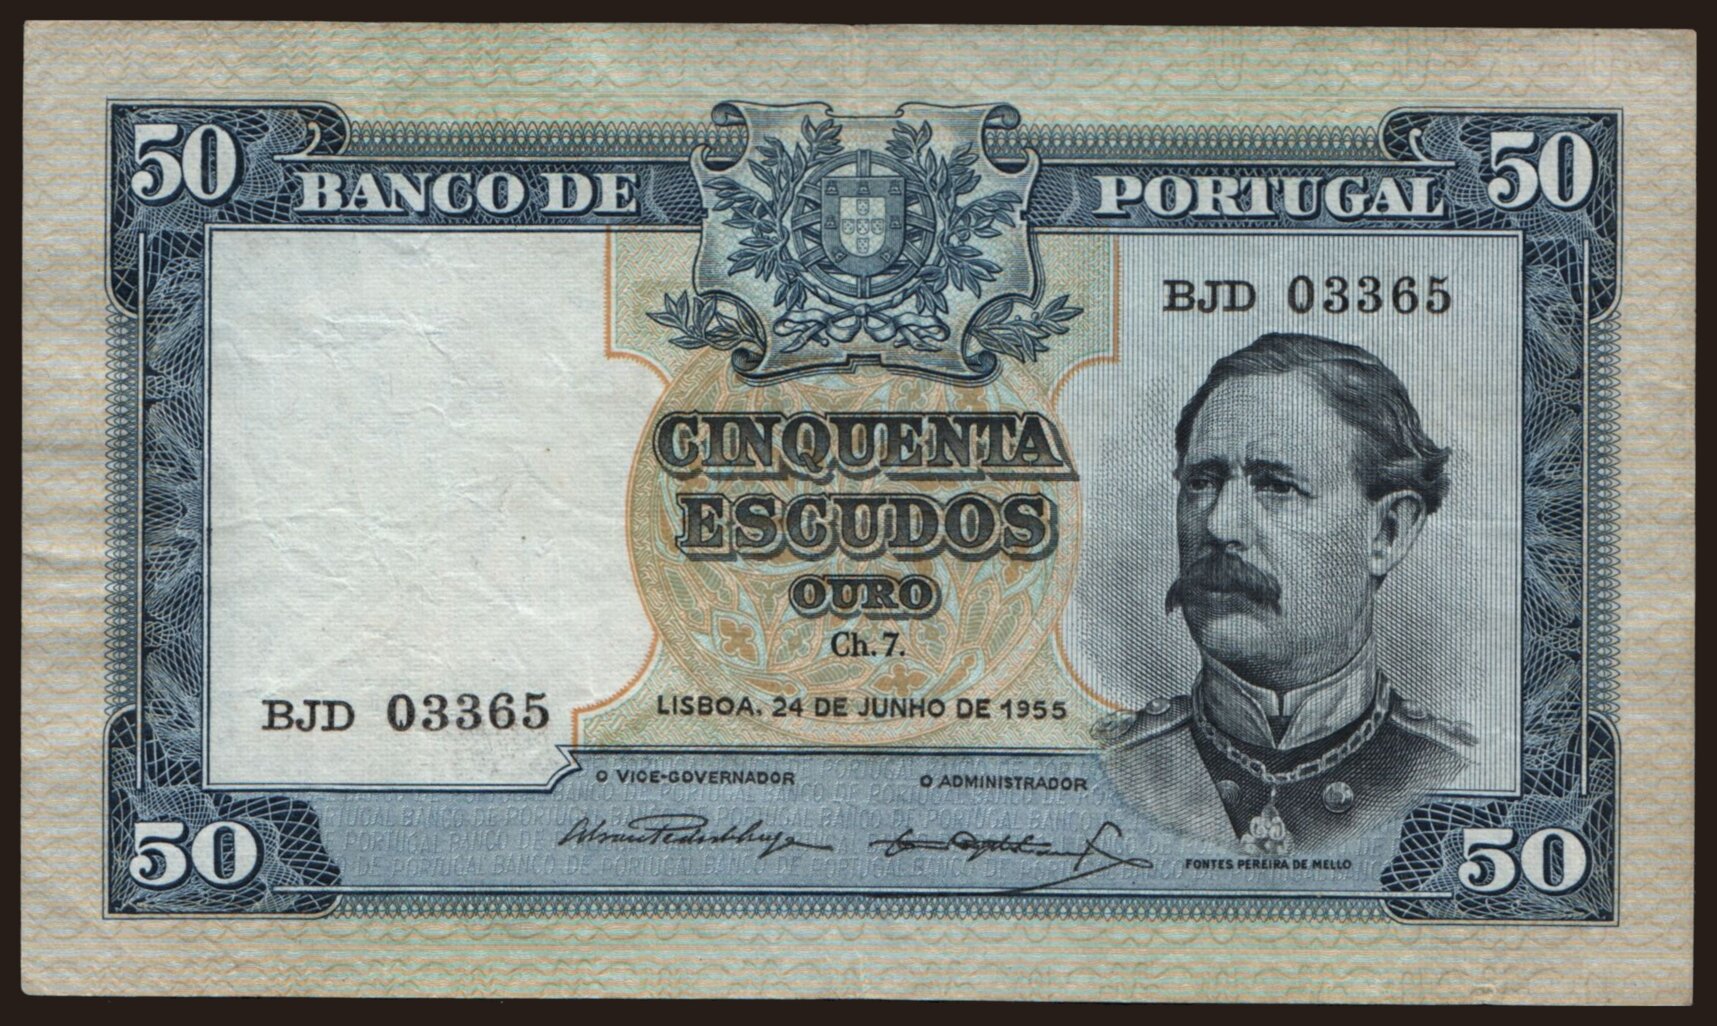 50 50
BANCO DE PORTUGAL
BJD 03365
CINQUENTA
ESCUDOS
OURO
Ch. 7.
BJD 03365
LISBOA, 24 DE JUNHO DE 1955
O VICE-GOVERNADOR O ADMINISTRADOR
FONTES PEREIRA DE MELLO
50 50